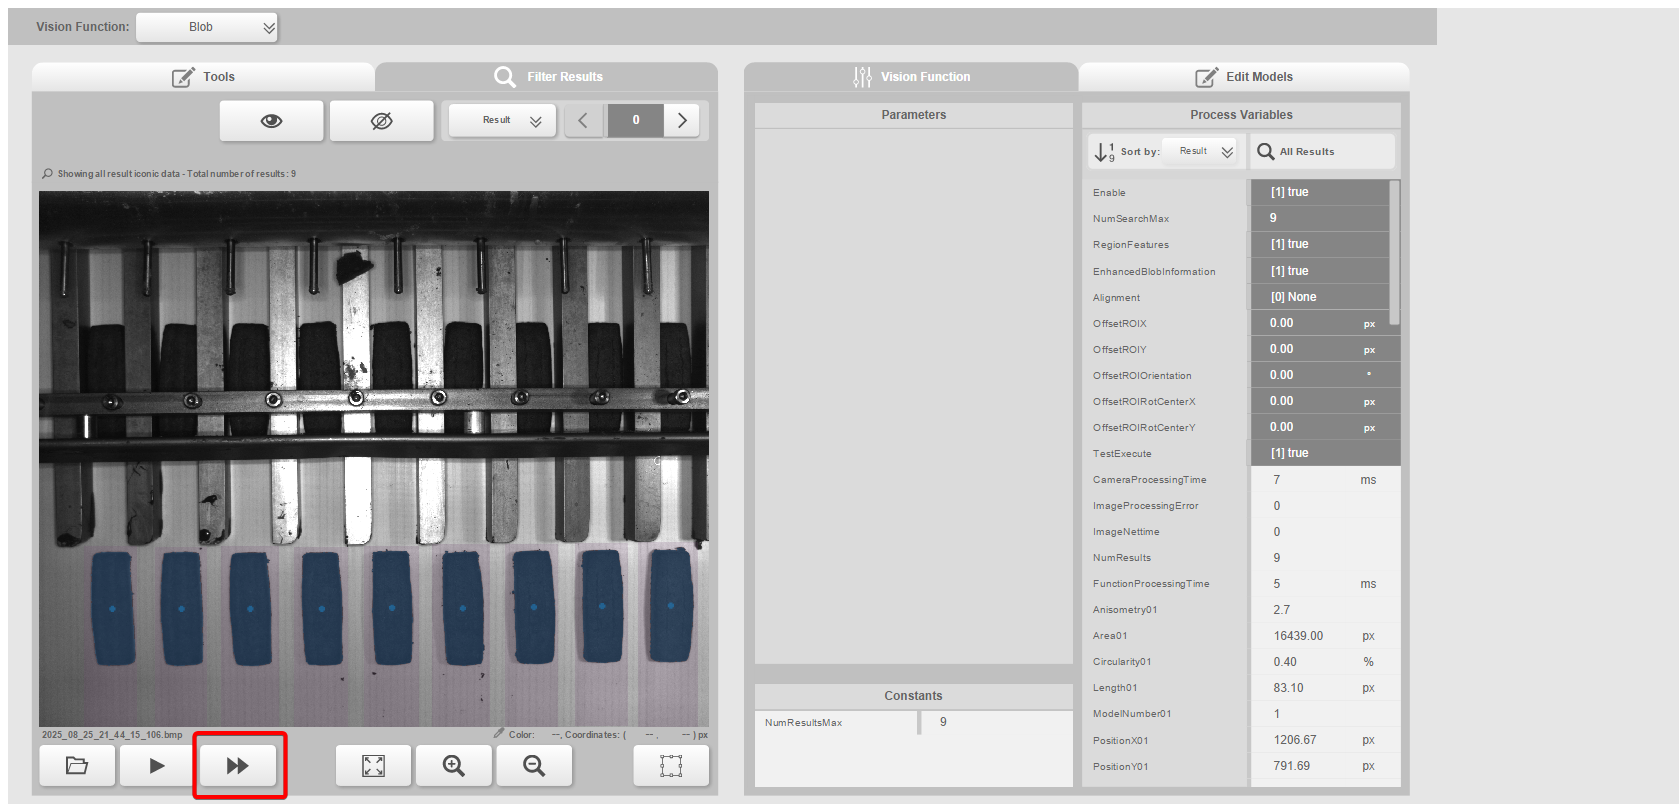 Vision Function: Blob
Tools
Filter Results
Vision Function
Edit Models
Result
0
Showing all result iconic data - Total number of results: 9
2025_08_25_21_44_15_106.bmp
Color: --, Coordinates: ( -- , -- ) px
Parameters
Constants
NumResultsMax 9
Process Variables
1
9
Sort by: Result
All Results
Enable [1] true
NumSearchMax 9
RegionFeatures [1] true
EnhancedBlobInformation [1] true
Alignment [0] None
OffsetROIX 0.00 px
OffsetROIY 0.00 px
OffsetROIOrientation 0.00 °
OffsetROIRotCenterX 0.00 px
OffsetROIRotCenterY 0.00 px
TestExecute [1] true
CameraProcessingTime 7 ms
ImageProcessingError 0
ImageNettime 0
NumResults 9
FunctionProcessingTime 5 ms
Anisometry01 2.7
Area01 16439.00 px
Circularity01 0.40 %
Length01 83.10 px
ModelNumber01 1
PositionX01 1206.67 px
PositionY01 791.69 px